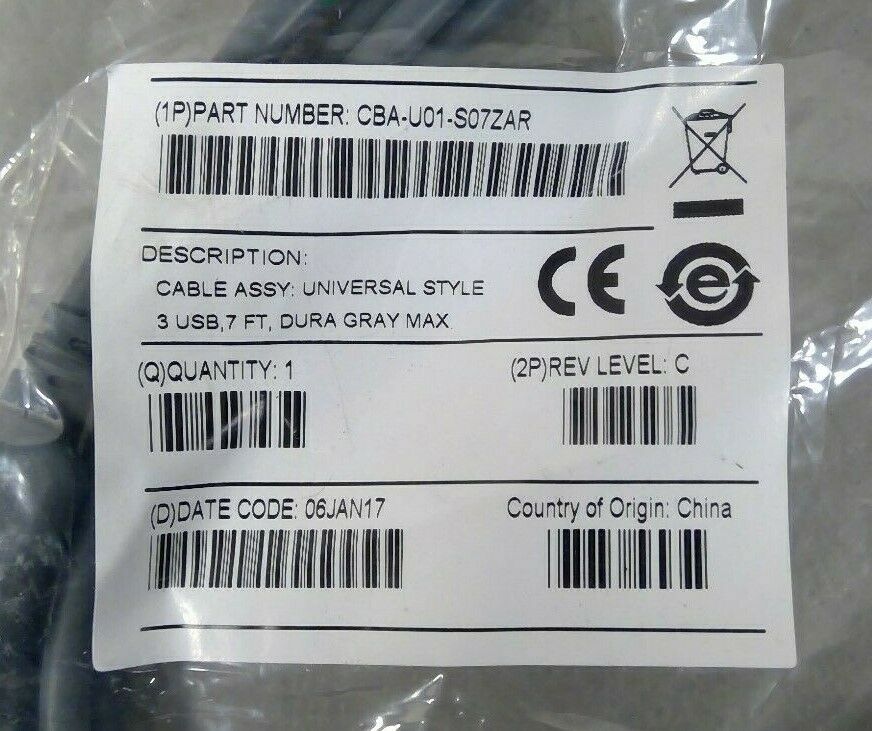 (1P)PART NUMBER: CBA-U01-S07ZAR
DESCRIPTION:
CABLE ASSY: UNIVERSAL STYLE
3 USB,7 FT, DURA GRAY MAX
CE
e
(Q)QUANTITY: 1
(2P)REV LEVEL: C
(D)DATE CODE: 06JAN17
Country of Origin: China